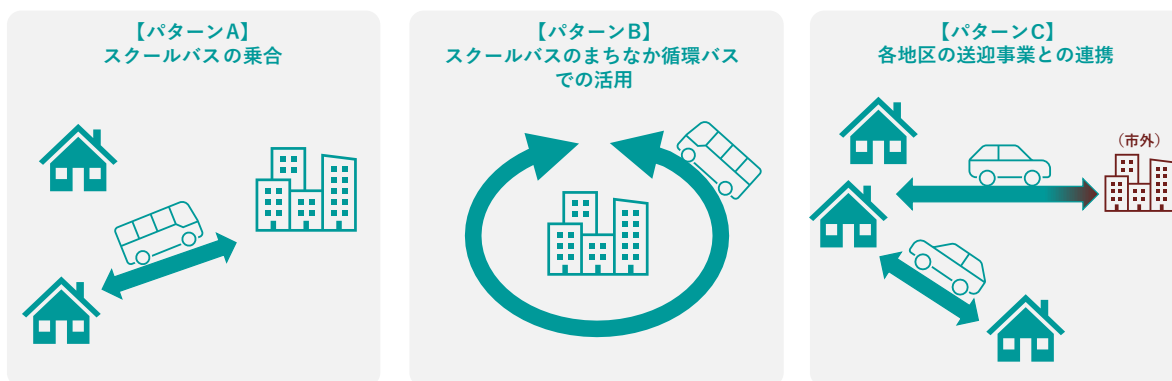 【パターンA】
スクールバスの乗合
【パターンB】
スクールバスのまちなか循環バス
での活用
【パターンC】
各地区の送迎事業との連携
（市外）